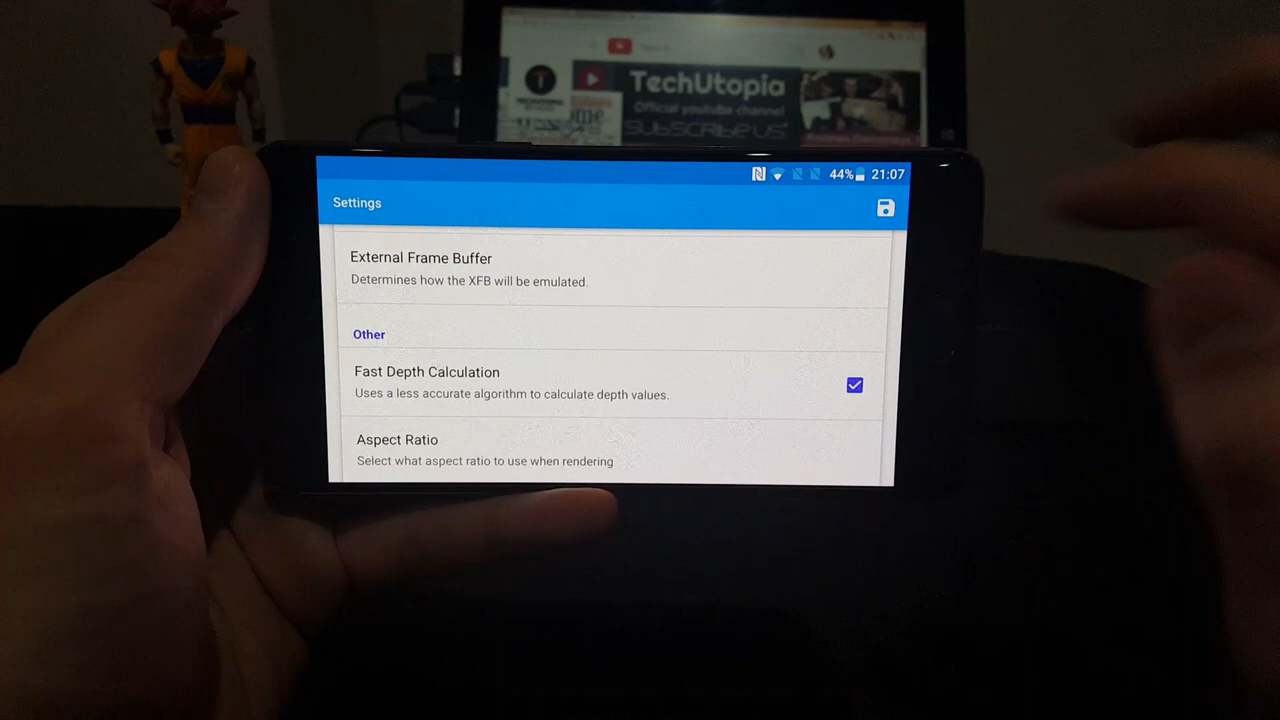 TechUtopia
Official youtube channel
SUBSCRIBE US
44% 21:07
Settings
External Frame Buffer
Determines how the XFB will be emulated.
Other
Fast Depth Calculation
Uses a less accurate algorithm to calculate depth values.
Aspect Ratio
Select what aspect ratio to use when rendering